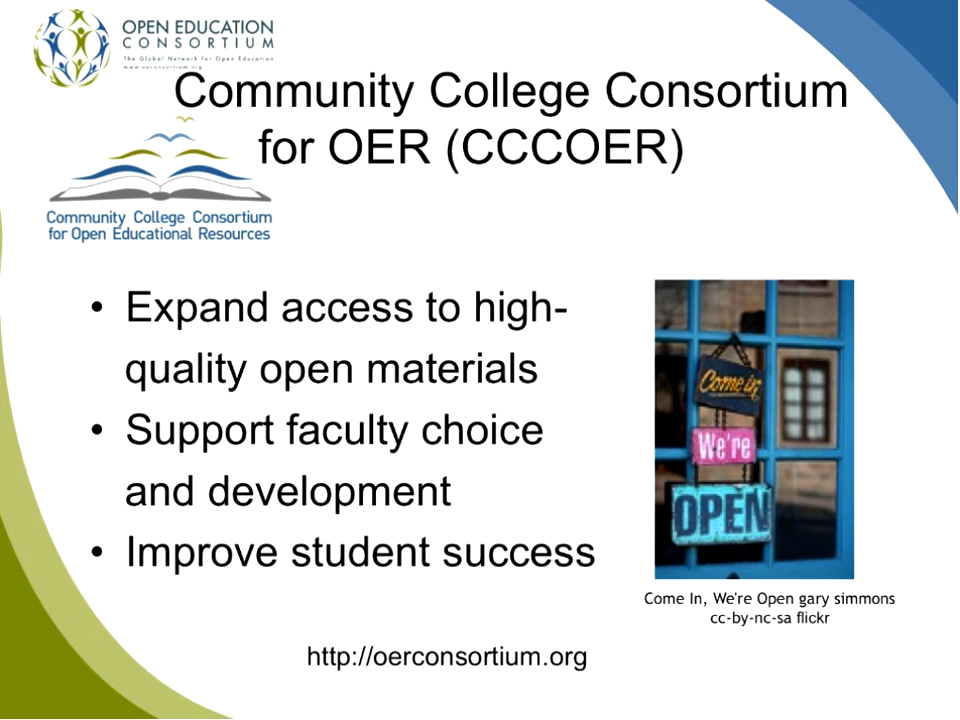 OPEN EDUCATION
CONSORTIUM
The Global Network for Open Education
www.oeconsortium.org
Community College Consortium
for OER (CCCOER)
Community College Consortium
for Open Educational Resources
• Expand access to high-
quality open materials
• Support faculty choice
and development
• Improve student success
Come in
We're
OPEN
Come In, We're Open gary simmons
cc-by-nc-sa flickr
http://oerconsortium.org